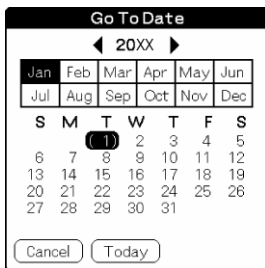 Go To Date
20XX
Jan Feb Mar Apr May Jun
Jul Aug Sep Oct Nov Dec
S M T W T F S
1 2 3 4 5
6 7 8 9 10 11 12
13 14 15 16 17 18 19
20 21 22 23 24 25 26
27 28 29 30 31
Cancel Today